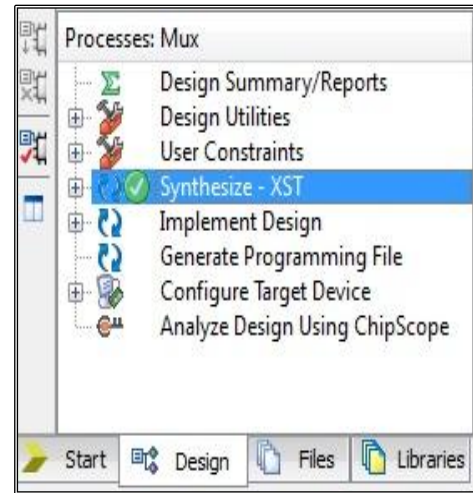 Processes: Mux
Design Summary/Reports
Design Utilities
User Constraints
Synthesize - XST
Implement Design
Generate Programming File
Configure Target Device
Analyze Design Using ChipScope
Start Design Files Libraries